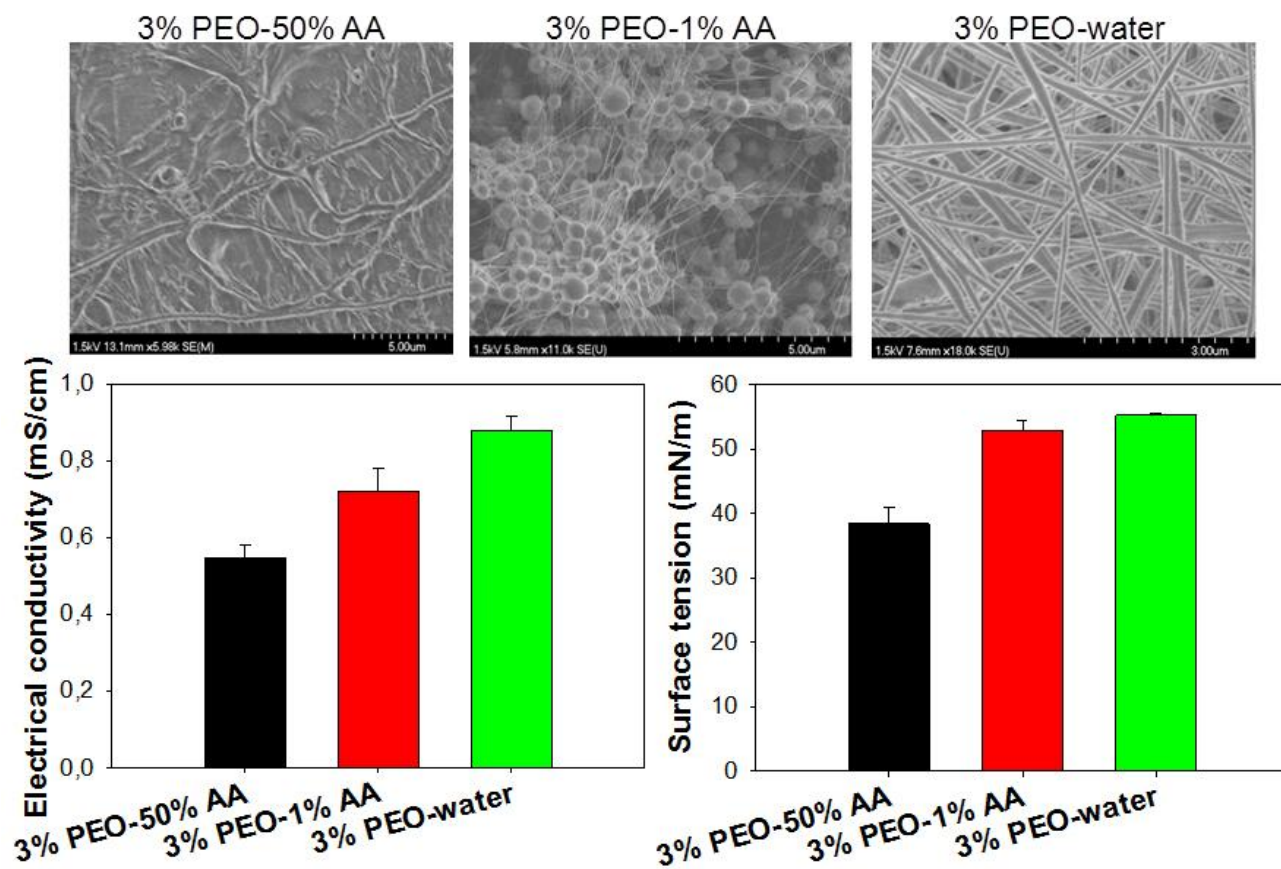 3% PEO-50% AA
3% PEO-1% AA
3% PEO-water
1.5kV 13.1mm x5.98k SE(M)
5.00um
1.5kV 5.8mm x11.0k SE(U)
5.00um
1.5kV 7.6mm x18.0k SE(U)
3.00um
Electrical conductivity (mS/cm)
1,0
0,8
0,6
0,4
0,2
0,0
3% PEO-50% AA
3% PEO-1% AA
3% PEO-water
Surface tension (mN/m)
60
50
40
30
20
10
0
3% PEO-50% AA
3% PEO-1% AA
3% PEO-water